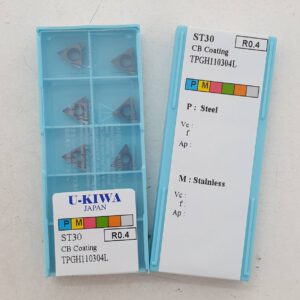 U-KIWA
JAPAN
P M
ST30 R0.4
CB Coating
TPGH110304L
ST30 R0.4
CB Coating
TPGH110304L
P M
P : Steel
Vc :
f :
Ap :
M : Stainless
Vc :
f :
Ap :